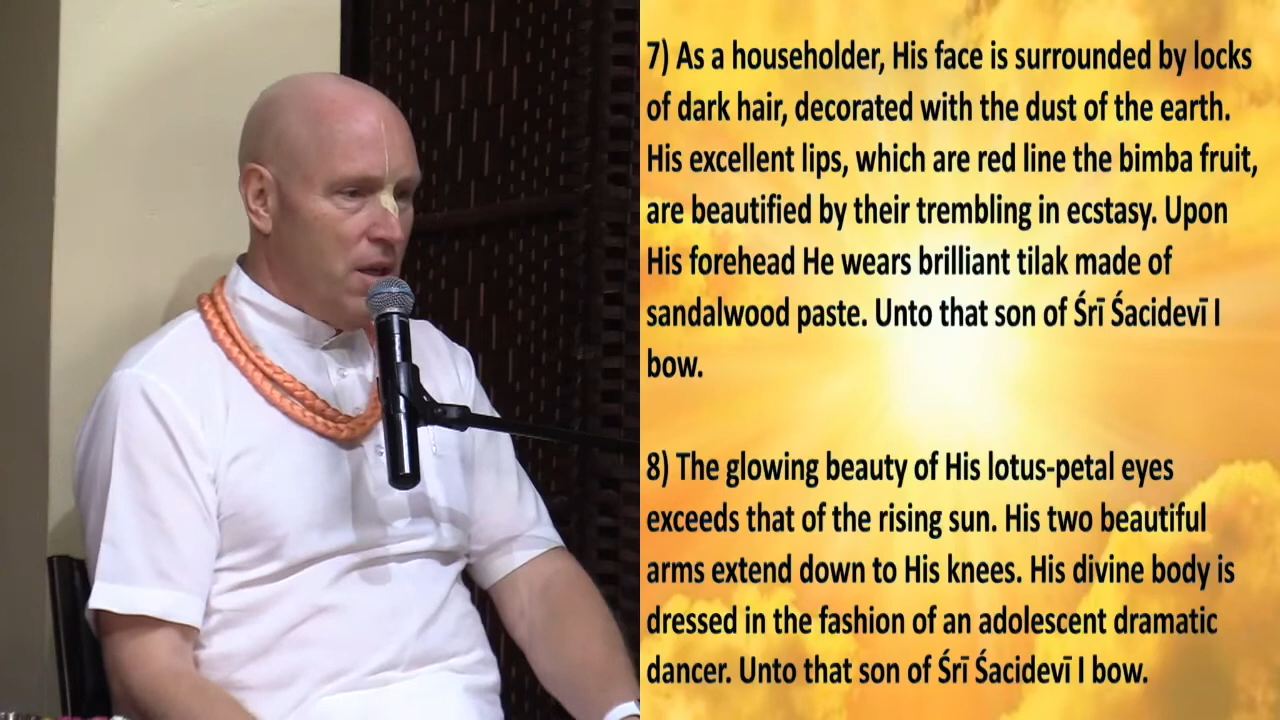 7) As a householder, His face is surrounded by locks
of dark hair, decorated with the dust of the earth.
His excellent lips, which are red line the bimba fruit,
are beautified by their trembling in ecstasy. Upon
His forehead He wears brilliant tilak made of
sandalwood paste. Unto that son of Śrī Śacidevī I
bow.
8) The glowing beauty of His lotus-petal eyes
exceeds that of the rising sun. His two beautiful
arms extend down to His knees. His divine body is
dressed in the fashion of an adolescent dramatic
dancer. Unto that son of Śrī Śacidevī I bow.